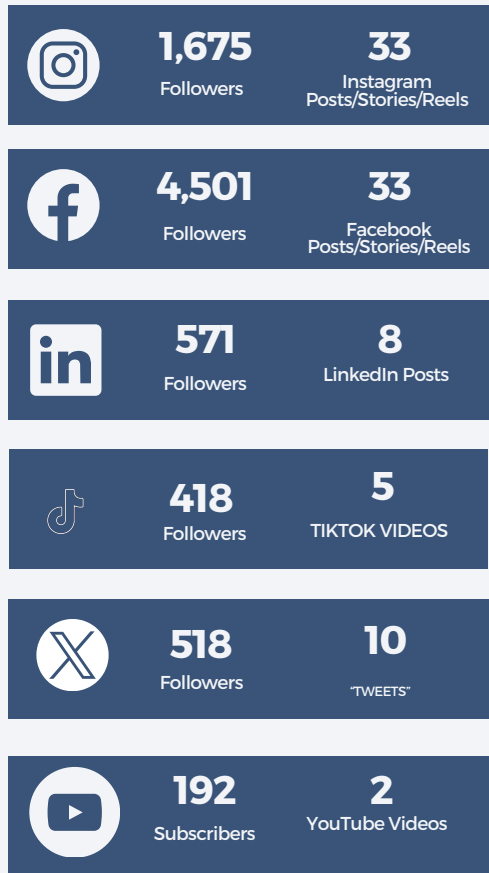 1,675
Followers
33
Instagram
Posts/Stories/Reels
4,501
Followers
33
Facebook
Posts/Stories/Reels
in
571
Followers
8
LinkedIn Posts
418
Followers
5
TIKTOK VIDEOS
518
Followers
10
“TWEETS”
192
Subscribers
2
YouTube Videos